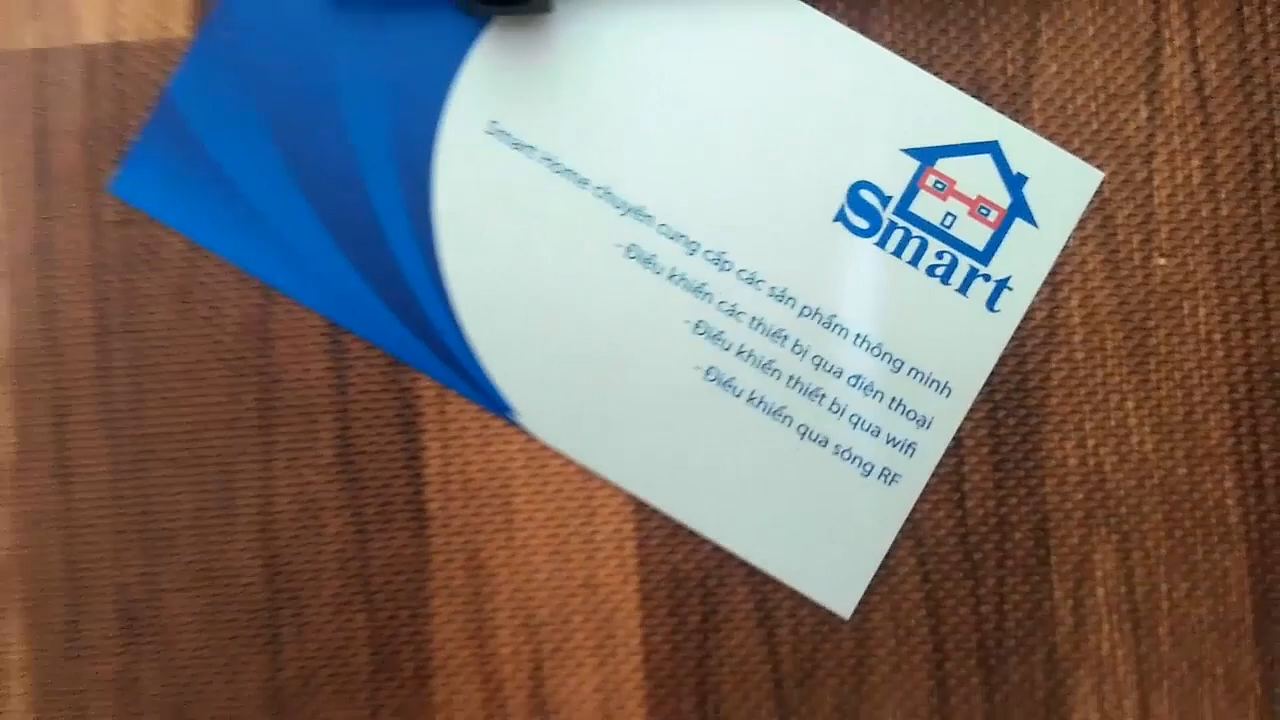 Smart
Smart Home chuyên cung cấp các sản phẩm thông minh
- Điều khiển các thiết bị qua điện thoại
- Điều khiển thiết bị qua wifi
- Điều khiển qua sóng RF